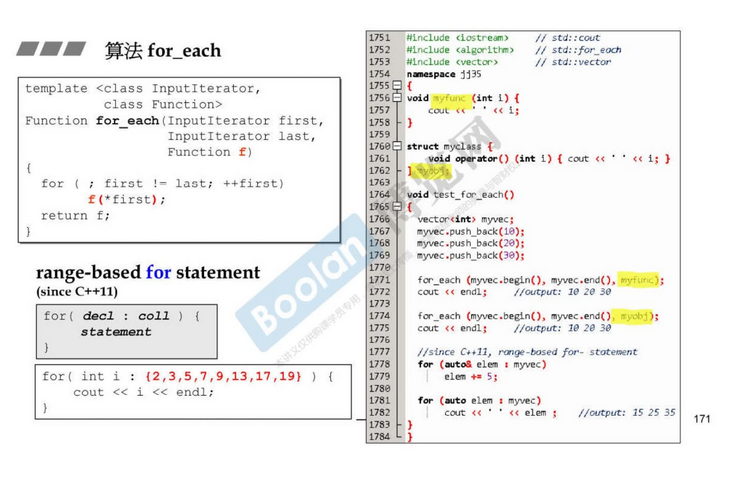 算法 for_each
template <class InputIterator,
class Function>
Function for_each(InputIterator first,
InputIterator last,
Function f)
{
for ( ; first != last; ++first)
f(*first);
return f;
}
range-based for statement
(since C++11)
for( decl : coll ) {
statement
}
for( int i : {2,3,5,7,9,13,17,19} ) {
cout << i << endl;
}
1751 #include <iostream> // std::cout
1752 #include <algorithm> // std::for_each
1753 #include <vector> // std::vector
1754 namespace jj35
1755 {
1756 void myfunc (int i) {
1757 cout << ' ' << i;
1758 }
1759
1760 struct myclass {
1761 void operator() (int i) { cout << ' ' << i; }
1762 } myobj;
1763
1764 void test_for_each()
1765 {
1766 vector<int> myvec;
1767 myvec.push_back(10);
1768 myvec.push_back(20);
1769 myvec.push_back(30);
1770
1771 for_each (myvec.begin(), myvec.end(), myfunc);
1772 cout << endl; //output: 10 20 30
1773
1774 for_each (myvec.begin(), myvec.end(), myobj);
1775 cout << endl; //output: 10 20 30
1776
1777 //since C++11, range-based for- statement
1778 for (auto& elem : myvec)
1779 elem += 5;
1780
1781 for (auto elem : myvec)
1782 cout << ' ' << elem ; //output: 15 25 35
1783 }
1784 }
171
Boolan 博览网